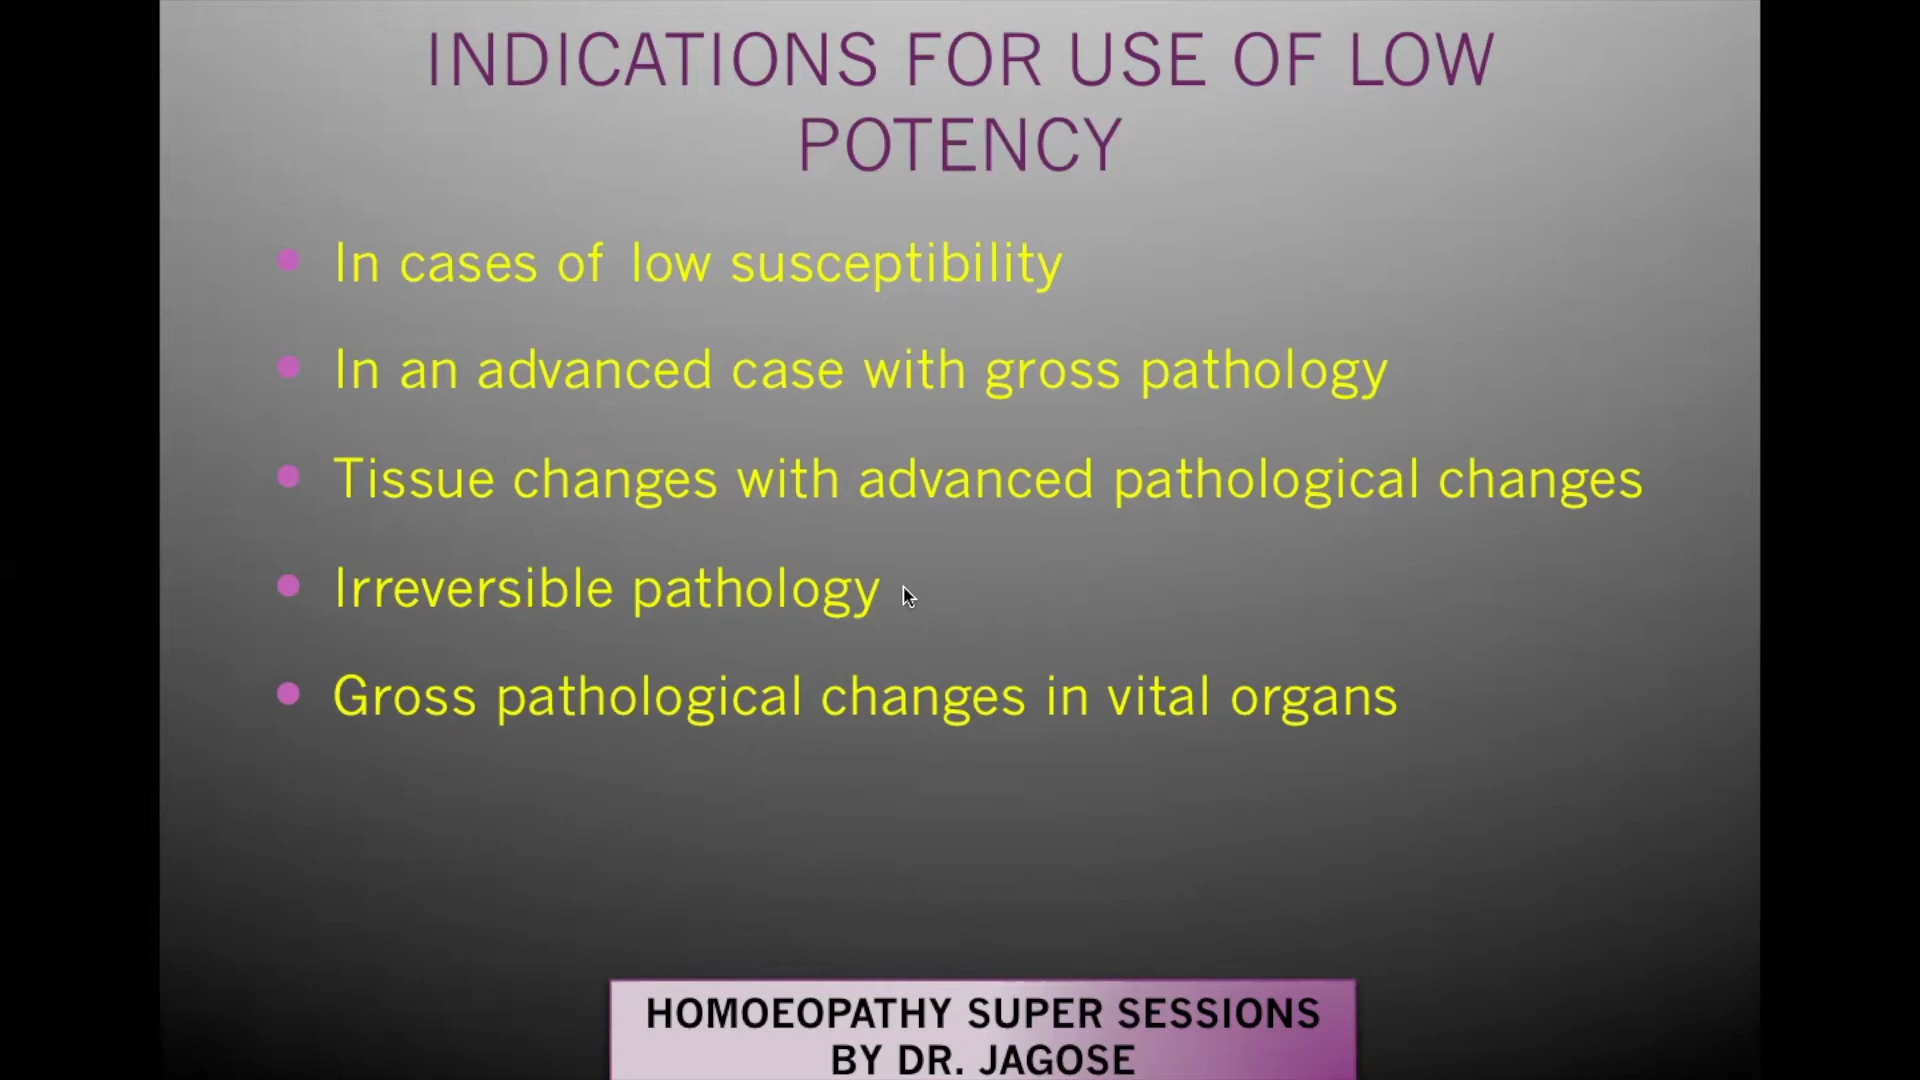 INDICATIONS FOR USE OF LOW
POTENCY
In cases of low susceptibility
In an advanced case with gross pathology
Tissue changes with advanced pathological changes
Irreversible pathology
Gross pathological changes in vital organs
HOMOEOPATHY SUPER SESSIONS
BY DR. JAGOSE